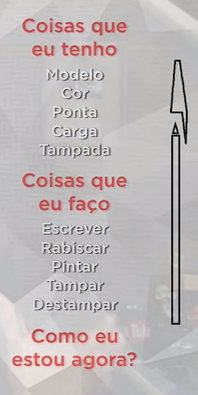 Coisas que
eu tenho
Modelo
Cor
Ponta
Carga
Tampada
Coisas que
eu faço
Escrever
Rabiscar
Pintar
Tampar
Destampar
Como eu
estou agora?